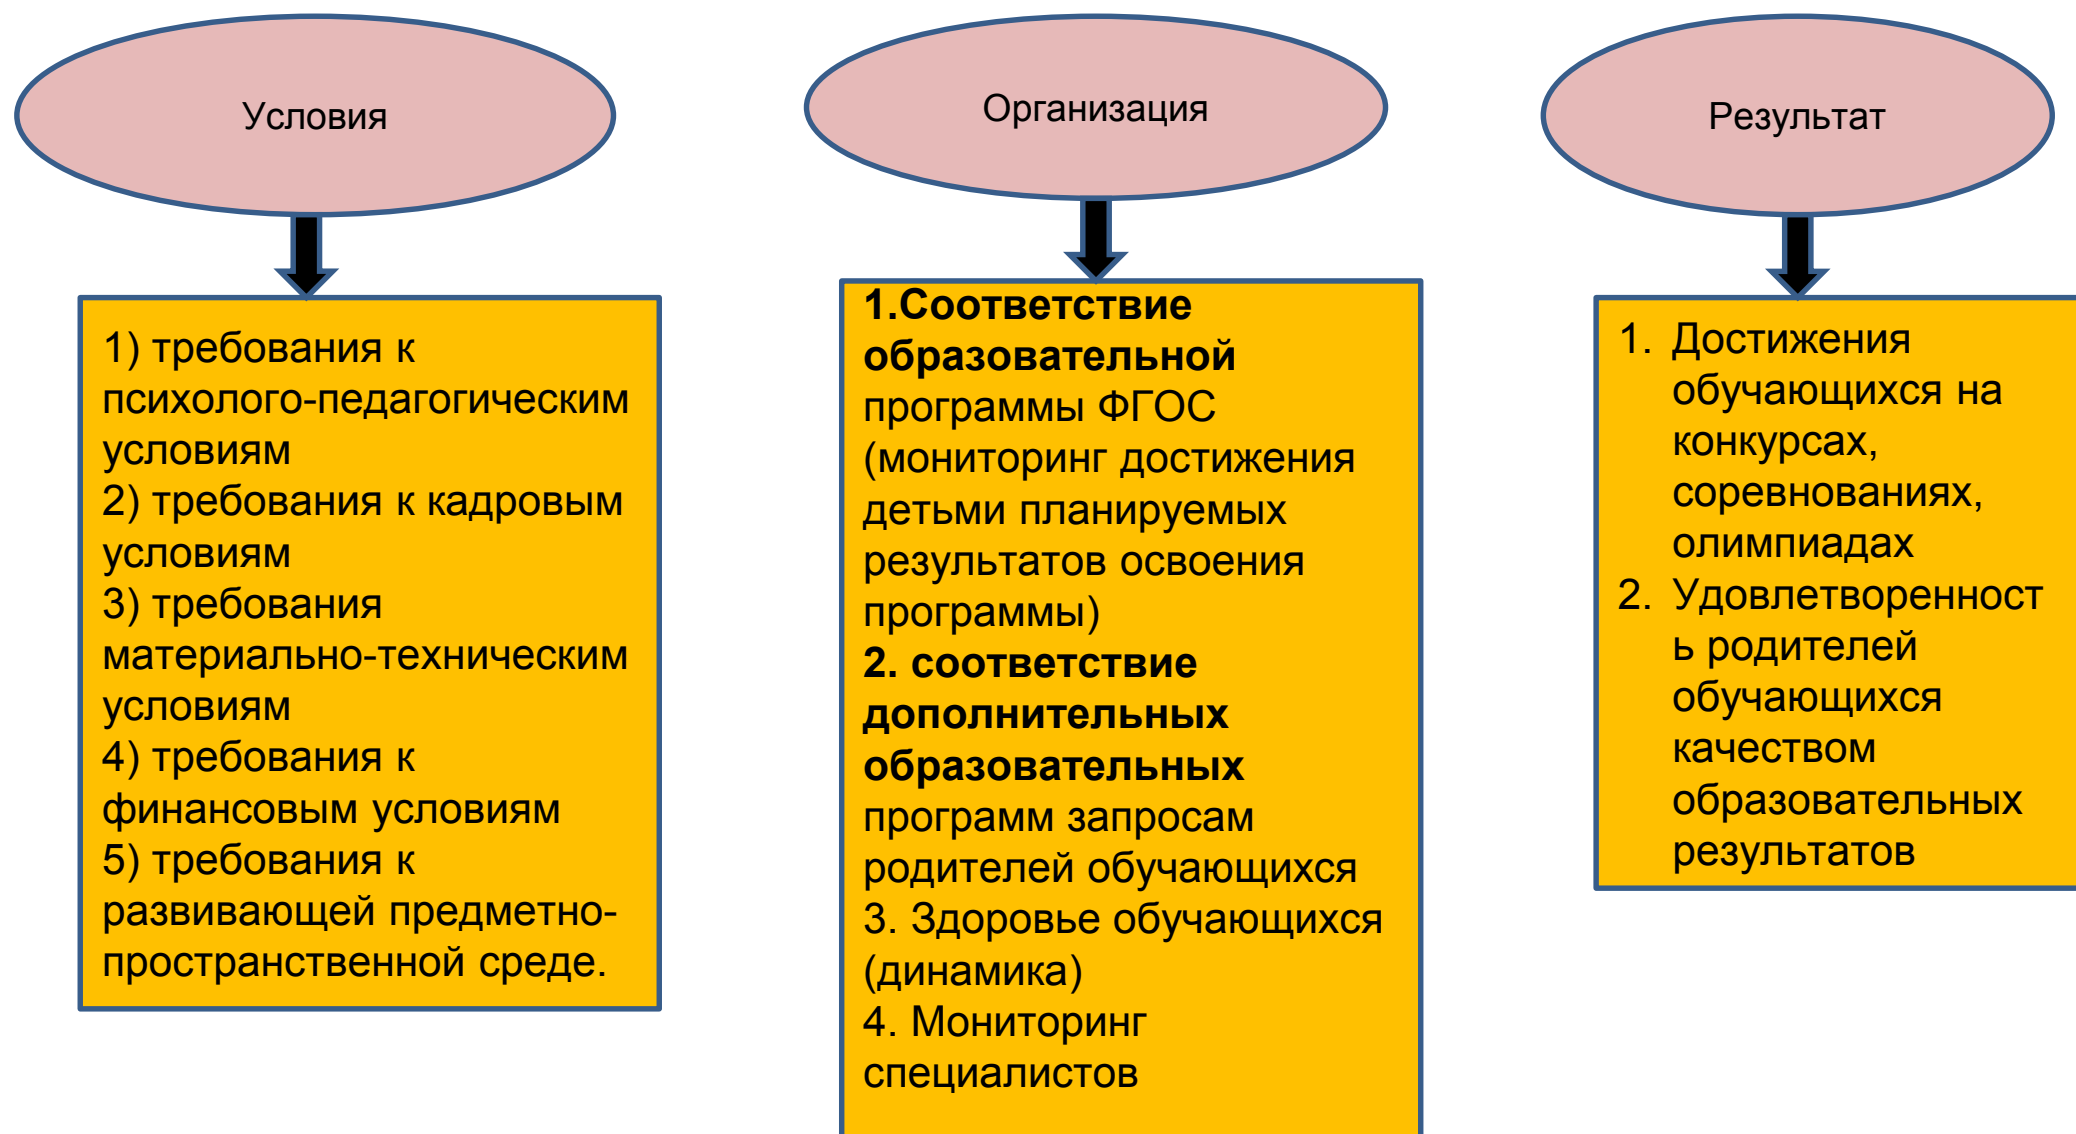 Условия
1) требования к
психолого-педагогическим
условиям
2) требования к кадровым
условиям
3) требования
материально-техническим
условиям
4) требования к
финансовым условиям
5) требования к
развивающей предметно-
пространственной среде.
Организация
1.Соответствие
образовательной
программы ФГОС
(мониторинг достижения
детьми планируемых
результатов освоения
программы)
2. соответствие
дополнительных
образовательных
программ запросам
родителей обучающихся
3. Здоровье обучающихся
(динамика)
4. Мониторинг
специалистов
Результат
1. Достижения
обучающихся на
конкурсах,
соревнованиях,
олимпиадах
2. Удовлетворенност
ь родителей
обучающихся
качеством
образовательных
результатов